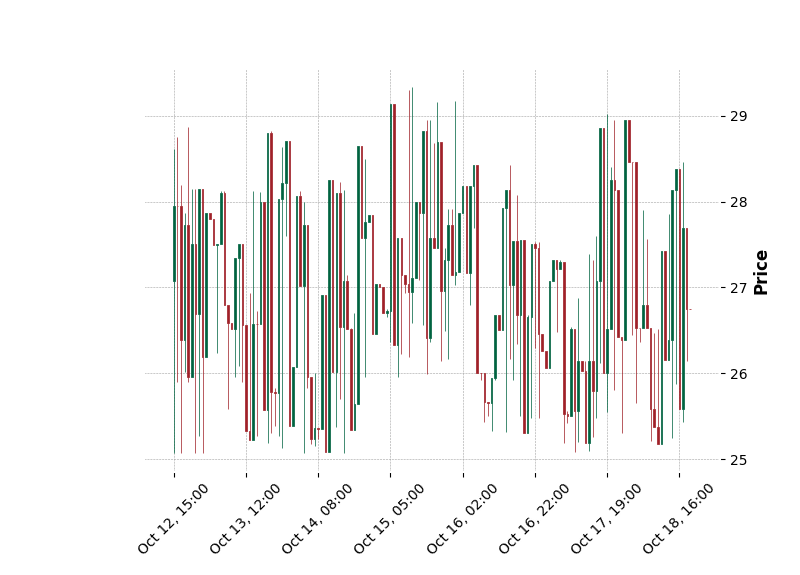 29
28
27
26
25
Price
Oct 12, 15:00
Oct 13, 12:00
Oct 14, 08:00
Oct 15, 05:00
Oct 16, 02:00
Oct 16, 22:00
Oct 17, 19:00
Oct 18, 16:00